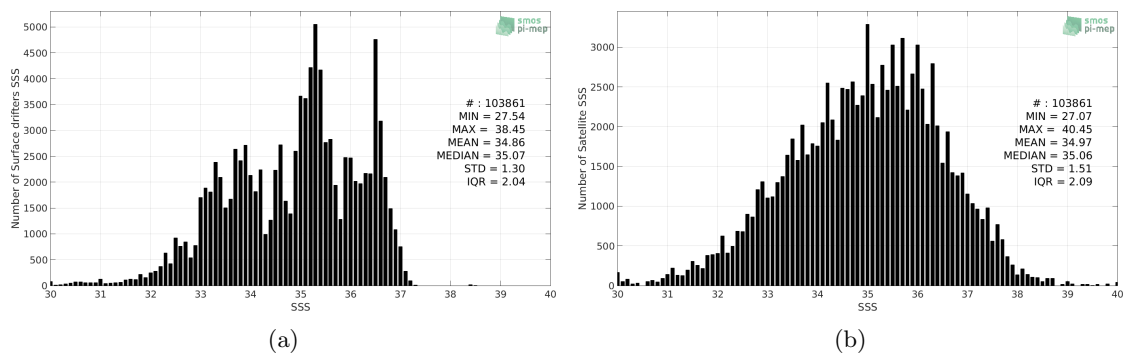 5000
4500
4000
3500
3000
2500
2000
1500
1000
500
0
Number of Surface drifters SSS
smos
pi-mep
# : 103861
MIN = 27.54
MAX = 38.45
MEAN = 34.86
MEDIAN = 35.07
STD = 1.30
IQR = 2.04
30 31 32 33 34 35 36 37 38 39 40
SSS
(a)
3000
2500
2000
1500
1000
500
0
Number of Satellite SSS
smos
pi-mep
# : 103861
MIN = 27.07
MAX = 40.45
MEAN = 34.97
MEDIAN = 35.06
STD = 1.51
IQR = 2.09
30 31 32 33 34 35 36 37 38 39 40
SSS
(b)